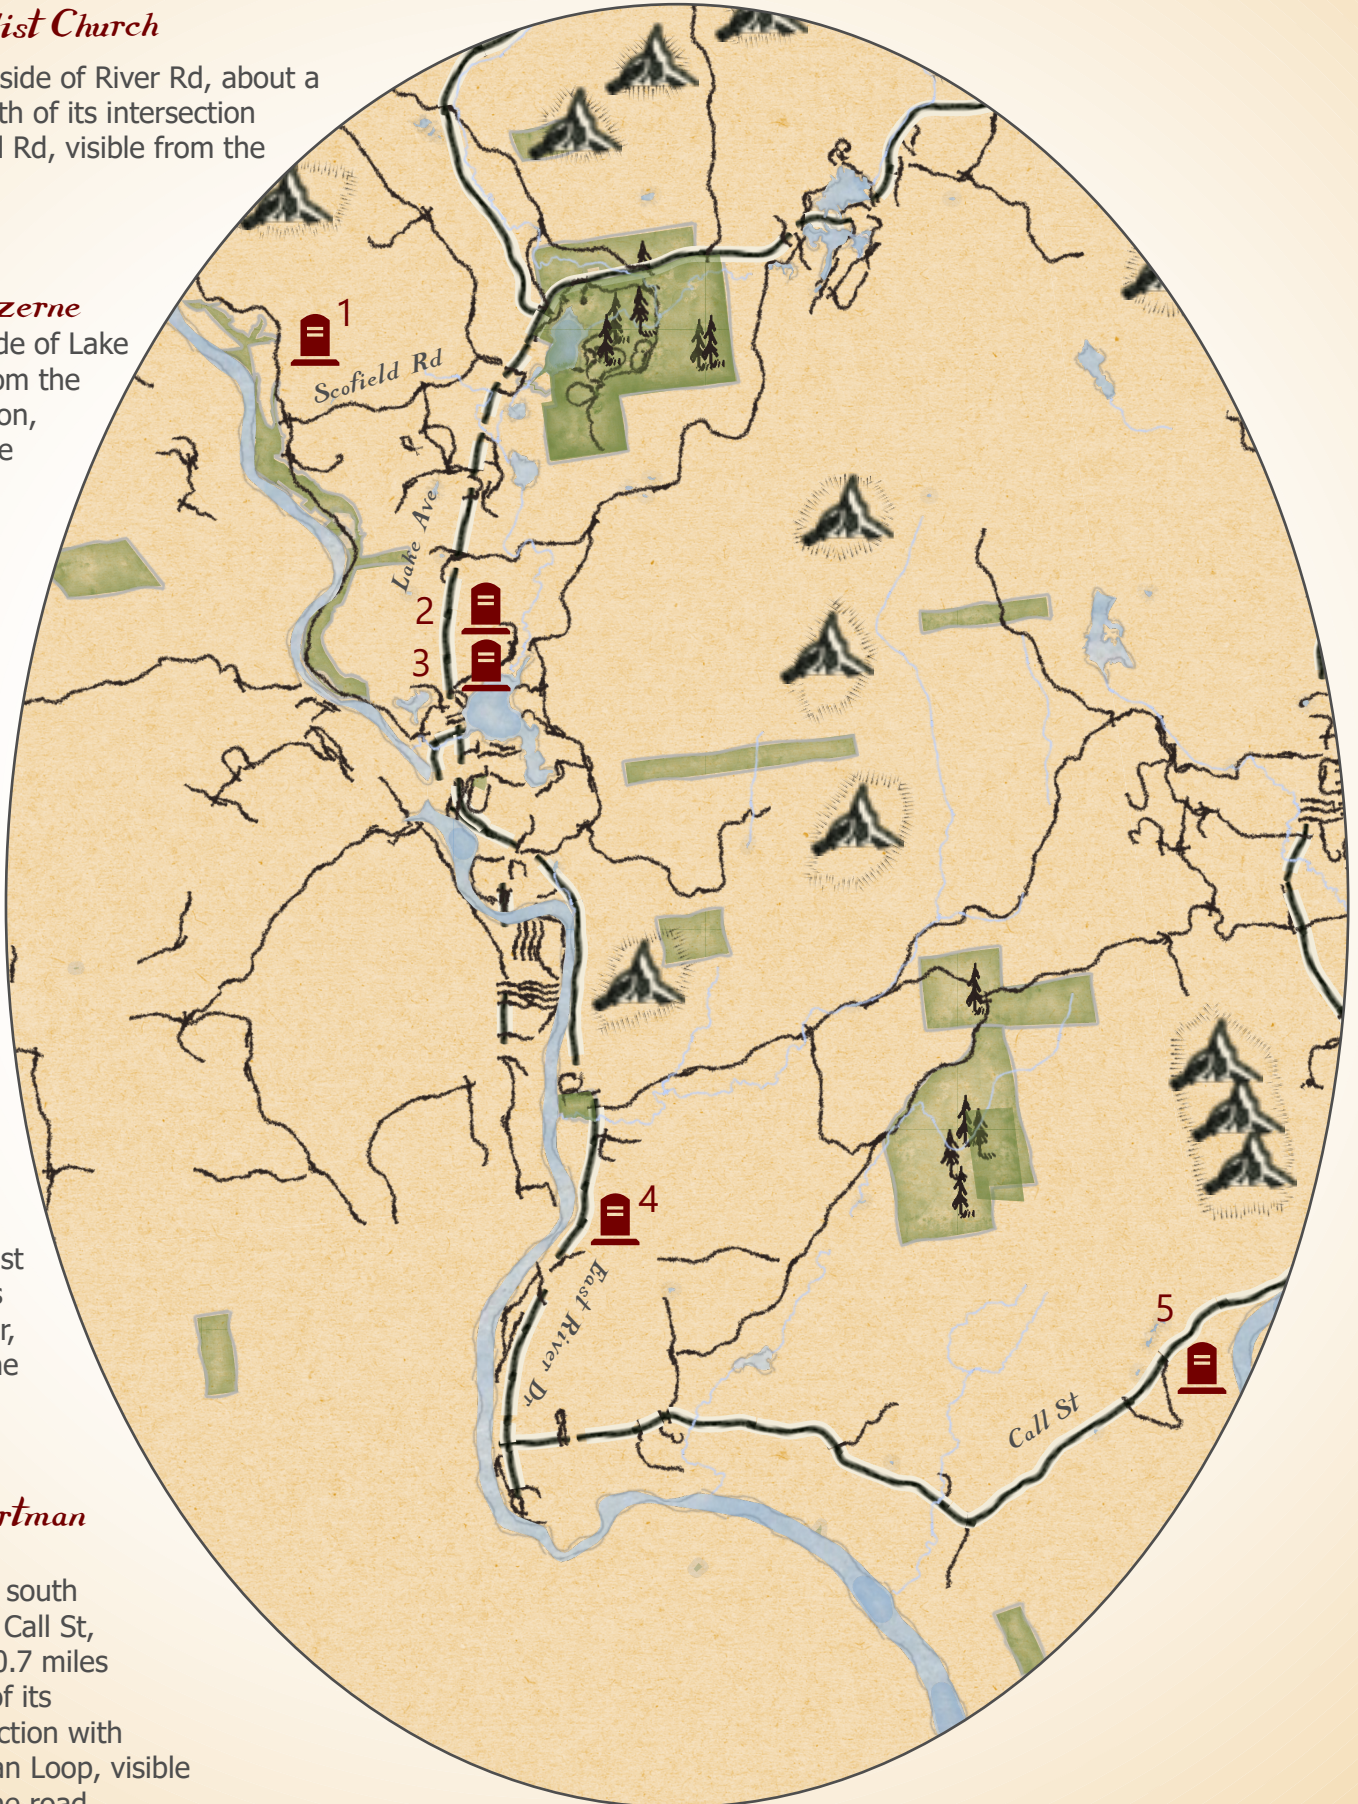 ist Church
side of River Rd, about a
th of its intersection
Rd, visible from the
zerne
de of Lake
om the
on,
e
1
Scofield Rd
Lake Ave
2
3
4
East River Dr
5
Call St
st
s
r,
ne
rtman
south
Call St,
0.7 miles
of its
ction with
an Loop, visible